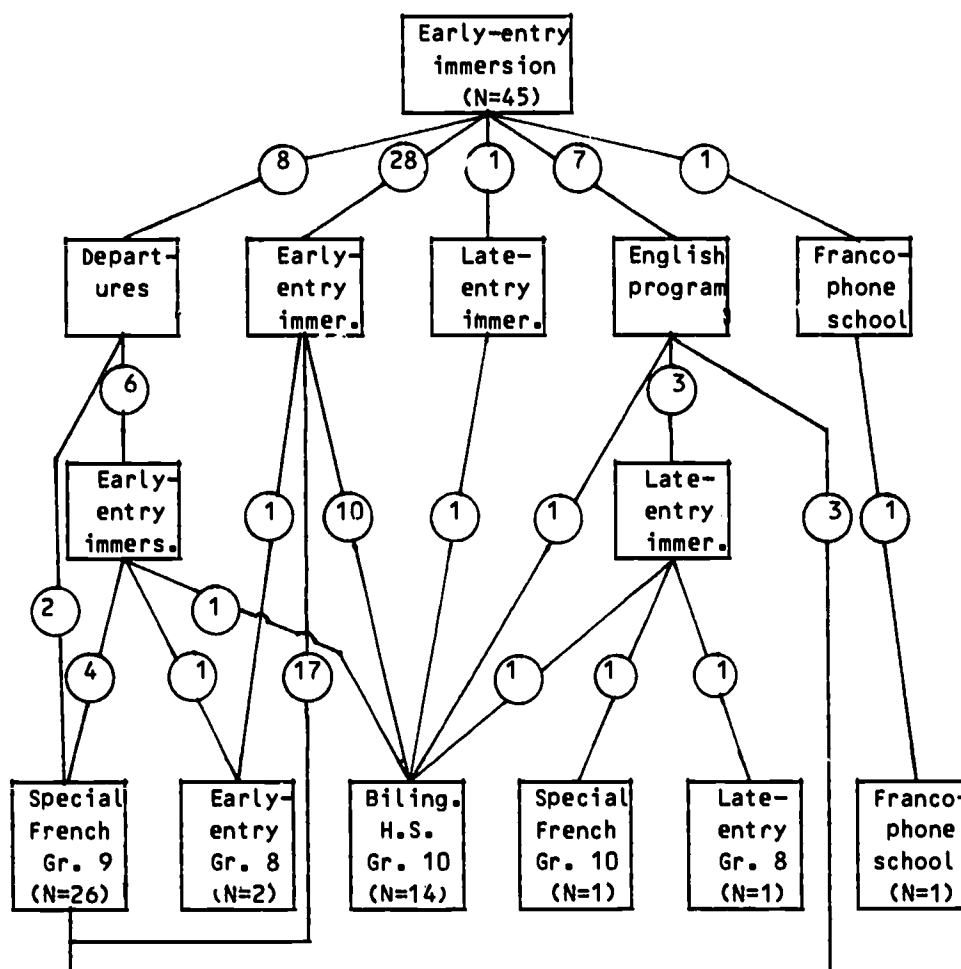 Early-entry
immersion
(N=45)
8
28
1
7
1
Depart-
ures
Early-
entry
immer.
Late-
entry
immer.
English
program
Franco-
phone
school
6
3
Early-
entry
immers.
1
10
1
1
Late-
entry
immer.
3
1
2
1
4
1
17
1
1
1
Special
French
Gr. 9
(N=26)
Early-
entry
Gr. 8
(N=2)
Biling.
H.S.
Gr. 10
(N=14)
Special
French
Gr. 10
(N=1)
Late-
entry
Gr. 8
(N=1)
Franco-
phone
school
(N=1)